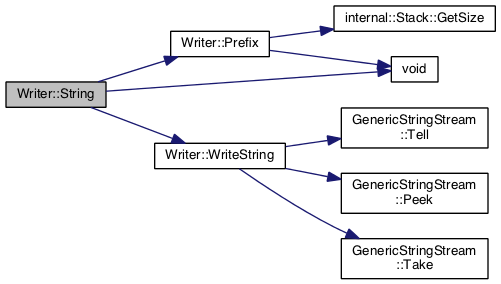 Writer::String
Writer::Prefix
internal::Stack::GetSize
void
Writer::WriteString
GenericStringStream
::Tell
GenericStringStream
::Peek
GenericStringStream
::Take